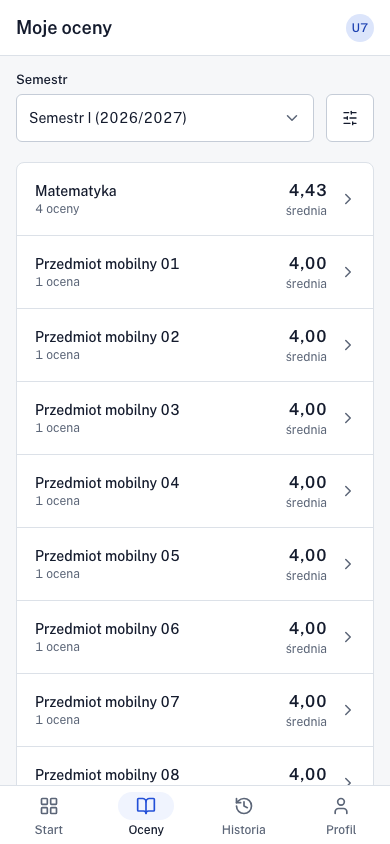 Moje oceny
U7
Semestr
Semestr I (2026/2027)
Matematyka
4,43
4 oceny
średnia
Przedmiot mobilny 01
4,00
1 ocena
średnia
Przedmiot mobilny 02
4,00
1 ocena
średnia
Przedmiot mobilny 03
4,00
1 ocena
średnia
Przedmiot mobilny 04
4,00
1 ocena
średnia
Przedmiot mobilny 05
4,00
1 ocena
średnia
Przedmiot mobilny 06
4,00
1 ocena
średnia
Przedmiot mobilny 07
4,00
1 ocena
średnia
Przedmiot mobilny 08
4,00
Start
Oceny
Historia
Profil